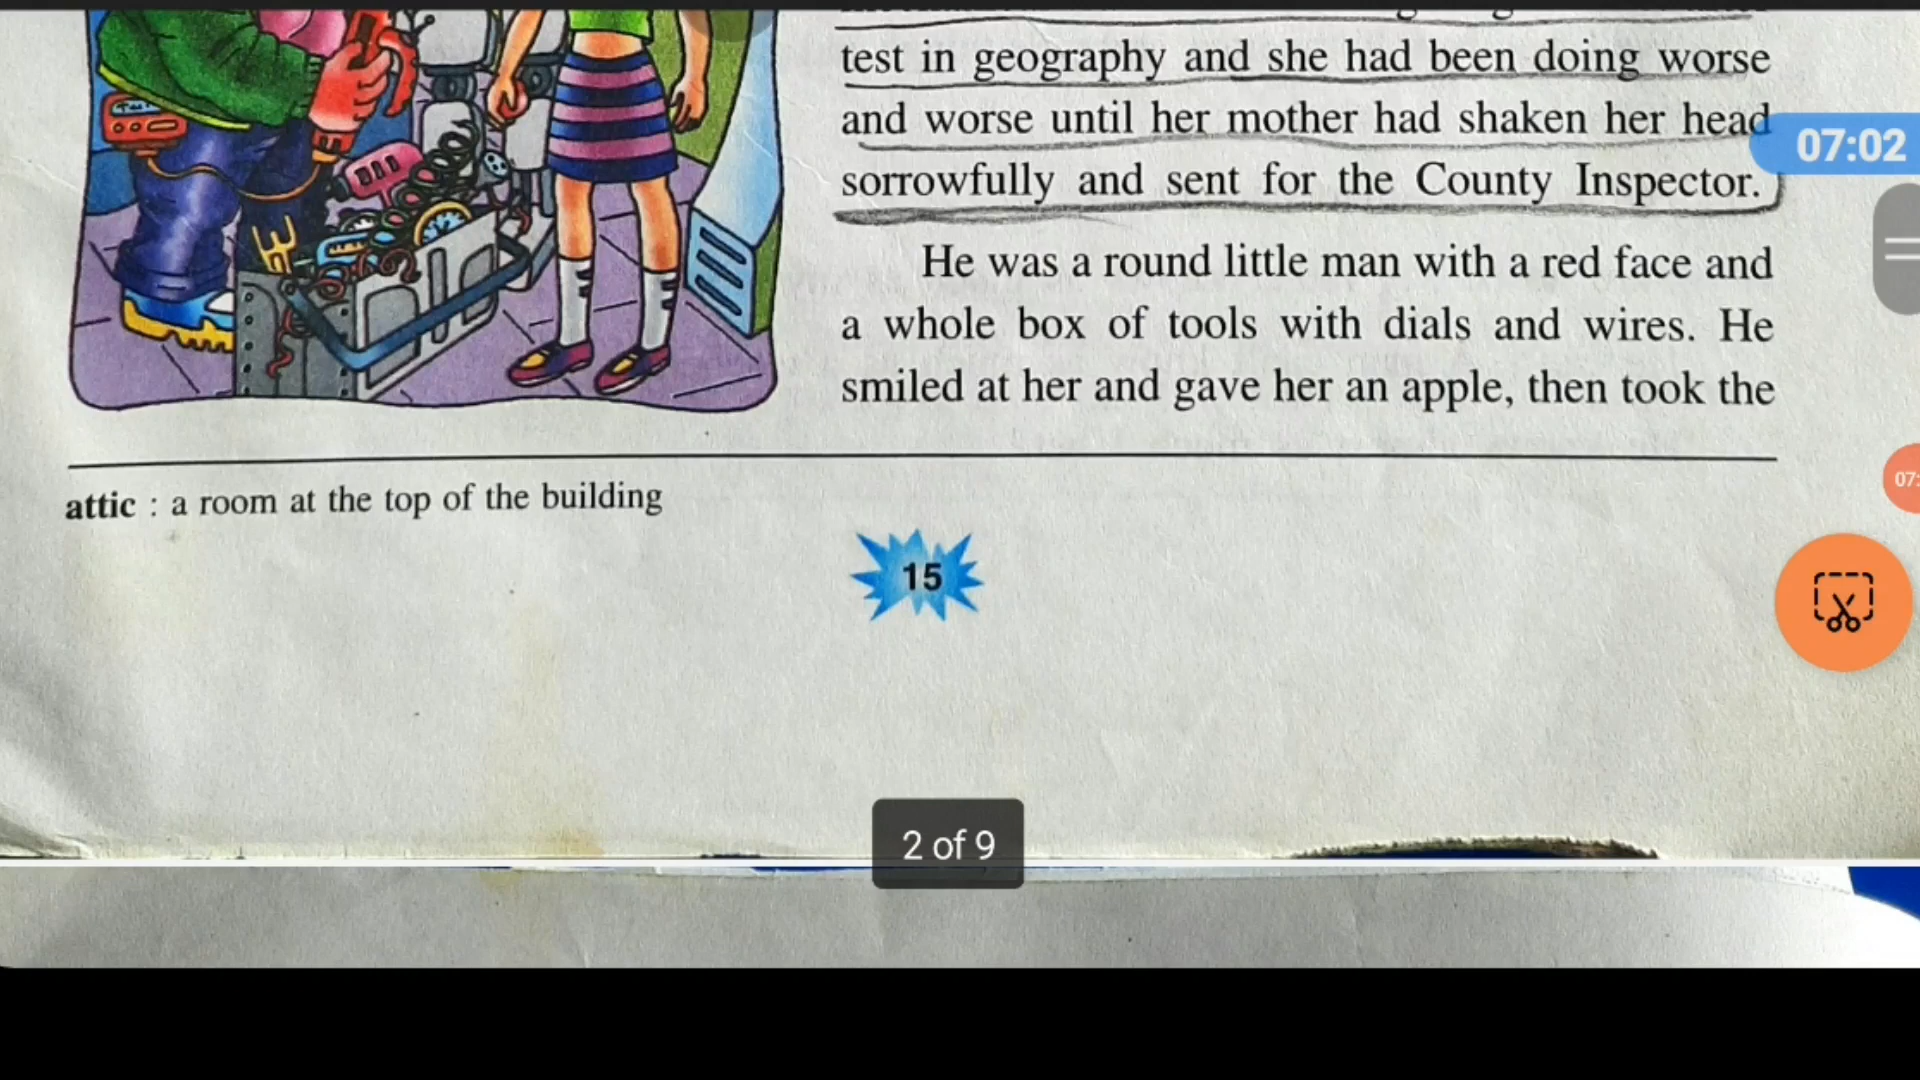 test in geography and she had been doing worse
and worse until her mother had shaken her head
sorrowfully and sent for the County Inspector.
He was a round little man with a red face and
a whole box of tools with dials and wires. He
smiled at her and gave her an apple, then took the
attic : a room at the top of the building
15
2 of 9
07:02
07: